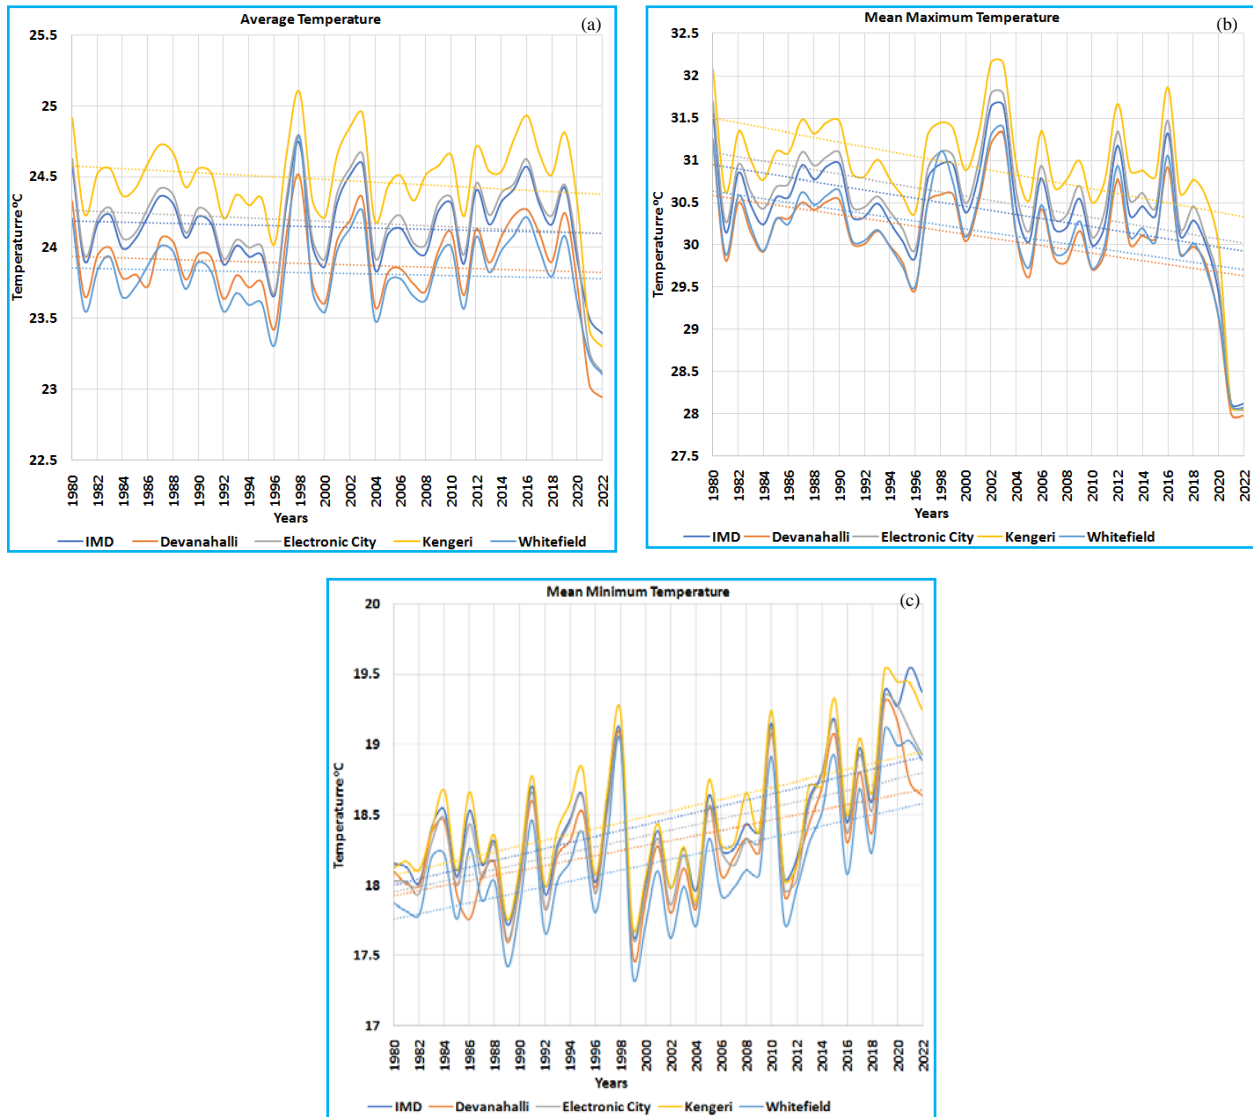 Average Temperature
(a)
25.5
25
24.5
24
23.5
23
22.5
Temperaturre ºC
1980 1982 1984 1986 1988 1990 1992 1994 1996 1998 2000 2002 2004 2006 2008 2010 2012 2014 2016 2018 2020 2022
Years
IMD Devanahalli Electronic City Kengeri Whitefield
Mean Maximum Temperature
(b)
32.5
32
31.5
31
30.5
30
29.5
29
28.5
28
27.5
Temperaturre ºC
1980 1982 1984 1986 1988 1990 1992 1994 1996 1998 2000 2002 2004 2006 2008 2010 2012 2014 2016 2018 2020 2022
Years
IMD Devanahalli Electronic City Kengeri Whitefield
Mean Minimum Temperature
(c)
20
19.5
19
18.5
18
17.5
17
Temperaturre ºC
1980 1982 1984 1986 1988 1990 1992 1994 1996 1998 2000 2002 2004 2006 2008 2010 2012 2014 2016 2018 2020 2022
Years
IMD Devanahalli Electronic City Kengeri Whitefield